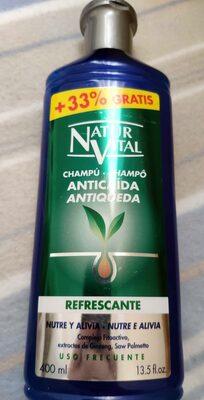 +33% GRATIS
NATUR
VITAL
CHAMPÚ · CHAMPÔ
ANTICAÍDA
ANTIQUEDA
REFRESCANTE
NUTRE Y ALIVIA · NUTRE E ALIVIA
Complejo Fitoactivo,
extractos de Ginseng, Saw Palmetto
USO FRECUENTE
400 ml 13.5 fl.oz.